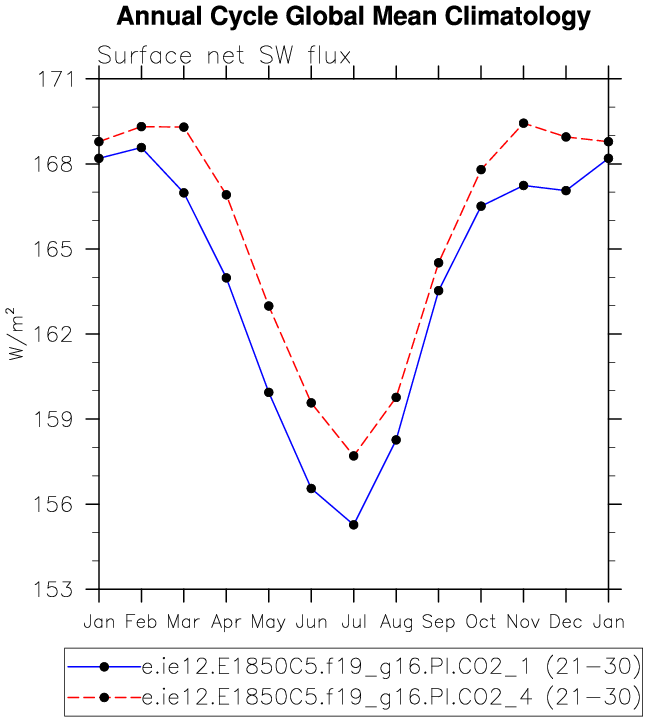 Annual Cycle Global Mean Climatology
Surface net SW flux
171
168
165
162
159
156
153
W/m²
Jan Feb Mar Apr May Jun Jul Aug Sep Oct Nov Dec Jan
e.ie12.E1850C5.f19_g16.PI.CO2_1 (21-30)
e.ie12.E1850C5.f19_g16.PI.CO2_4 (21-30)